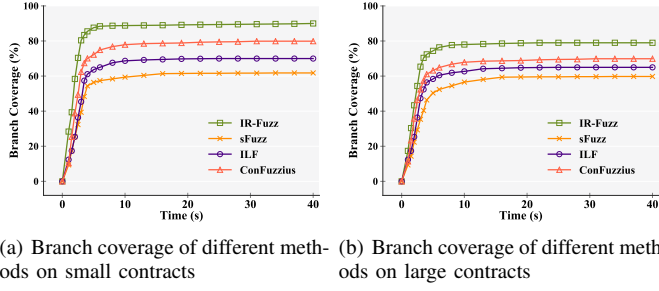 100
80
60
40
20
0
Branch Coverage (%)
IR-Fuzz
sFuzz
ILF
ConFuzzius
0 10 20 30 40
Time (s)
100
80
60
40
20
0
Branch Coverage (%)
IR-Fuzz
sFuzz
ILF
ConFuzzius
0 10 20 30 40
Time (s)
(a) Branch coverage of different meth-
ods on small contracts
(b) Branch coverage of different meth
ods on large contracts